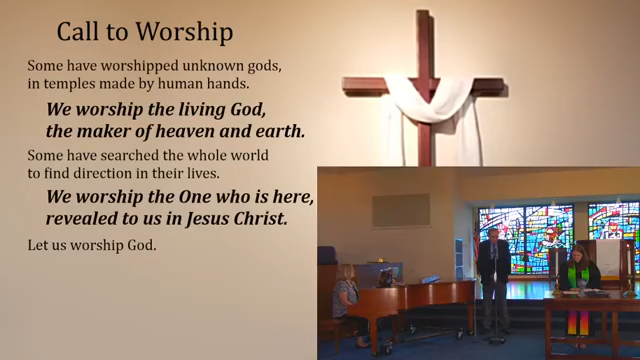 Call to Worship
Some have worshipped unknown gods,
in temples made by human hands.
We worship the living God,
the maker of heaven and earth.
Some have searched the whole world
to find direction in their lives.
We worship the One who is here,
revealed to us in Jesus Christ.
Let us worship God.